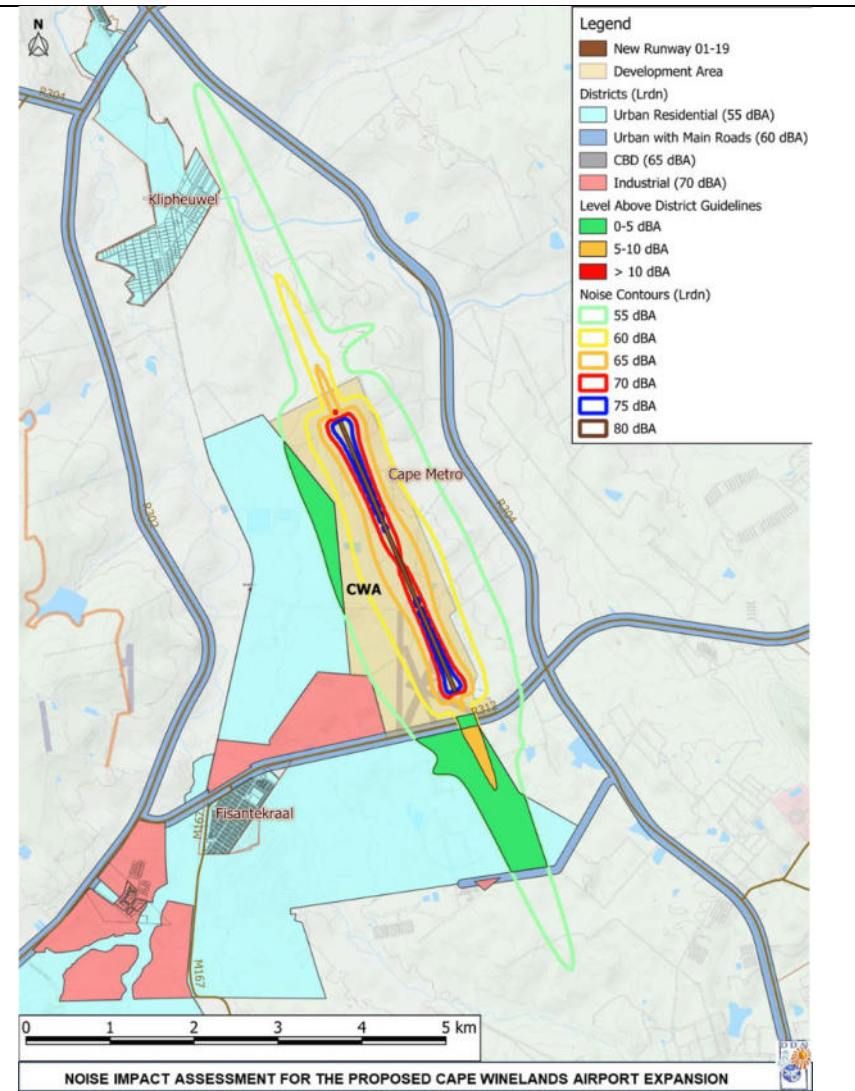 N
Legend
New Runway 01-19
Development Area
Districts (Lrdn)
Urban Residential (55 dBA)
Urban with Main Roads (60 dBA)
CBD (65 dBA)
Industrial (70 dBA)
Level Above District Guidelines
0-5 dBA
5-10 dBA
> 10 dBA
Noise Contours (Lrdn)
55 dBA
60 dBA
65 dBA
70 dBA
75 dBA
80 dBA
R304
Klipheuwel
Cape Metro
R302
R304
CWA
R312
Fisantekraal
M167
M167
0 1 2 3 4 5 km
NOISE IMPACT ASSESSMENT FOR THE PROPOSED CAPE WINELANDS AIRPORT EXPANSION